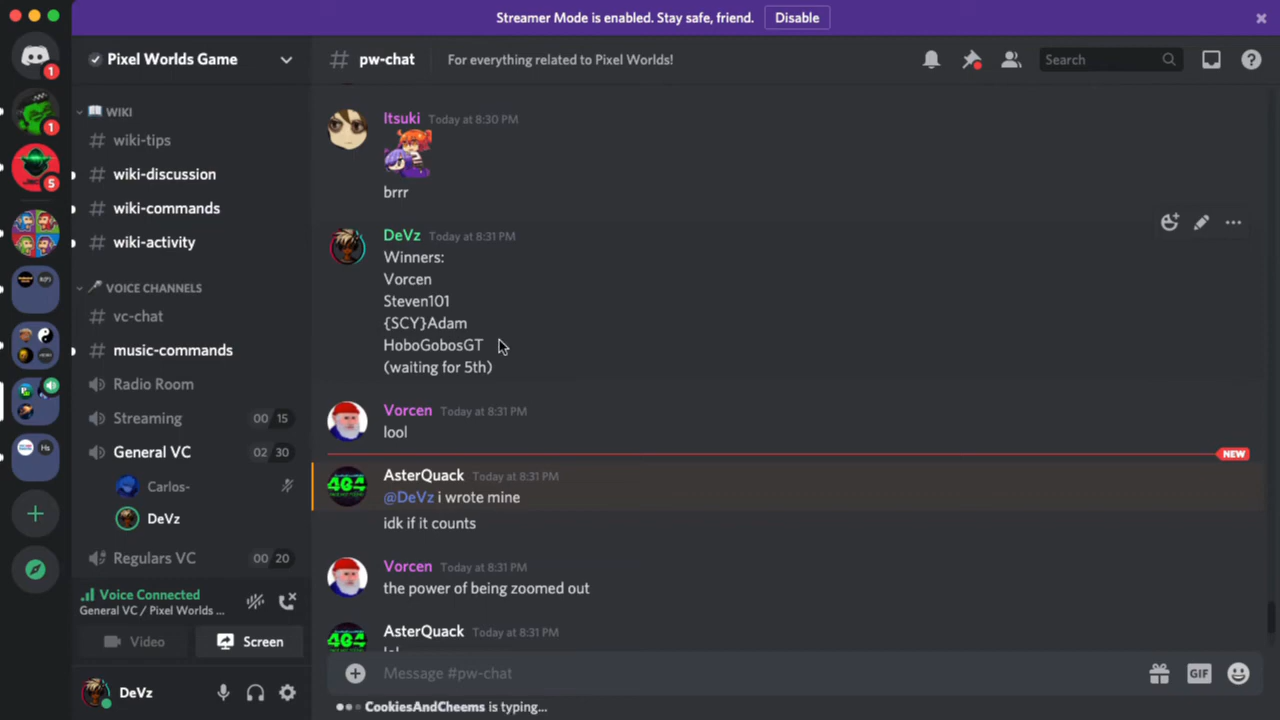 Streamer Mode is enabled. Stay safe, friend. Disable
Pixel Worlds Game
# pw-chat For everything related to Pixel Worlds! Search
1
1
5
WIKI
# wiki-tips
# wiki-discussion
# wiki-commands
# wiki-activity
VOICE CHANNELS
# vc-chat
# music-commands
Radio Room
Streaming 00 15
General VC 02 30
Carlos-
DeVz
Regulars VC 00 20
Voice Connected
General VC / Pixel Worlds ...
Video Screen
DeVz
Itsuki Today at 8:30 PM
brrr
DeVz Today at 8:31 PM
Winners:
Vorcen
Steven101
{SCY}Adam
HoboGobosGT
(waiting for 5th)
Vorcen Today at 8:31 PM
lool
NEW
AsterQuack Today at 8:31 PM
@DeVz i wrote mine
idk if it counts
Vorcen Today at 8:31 PM
the power of being zoomed out
404
AsterQuack Today at 8:31 PM
404
Message #pw-chat GIF
CookiesAndCheems is typing...